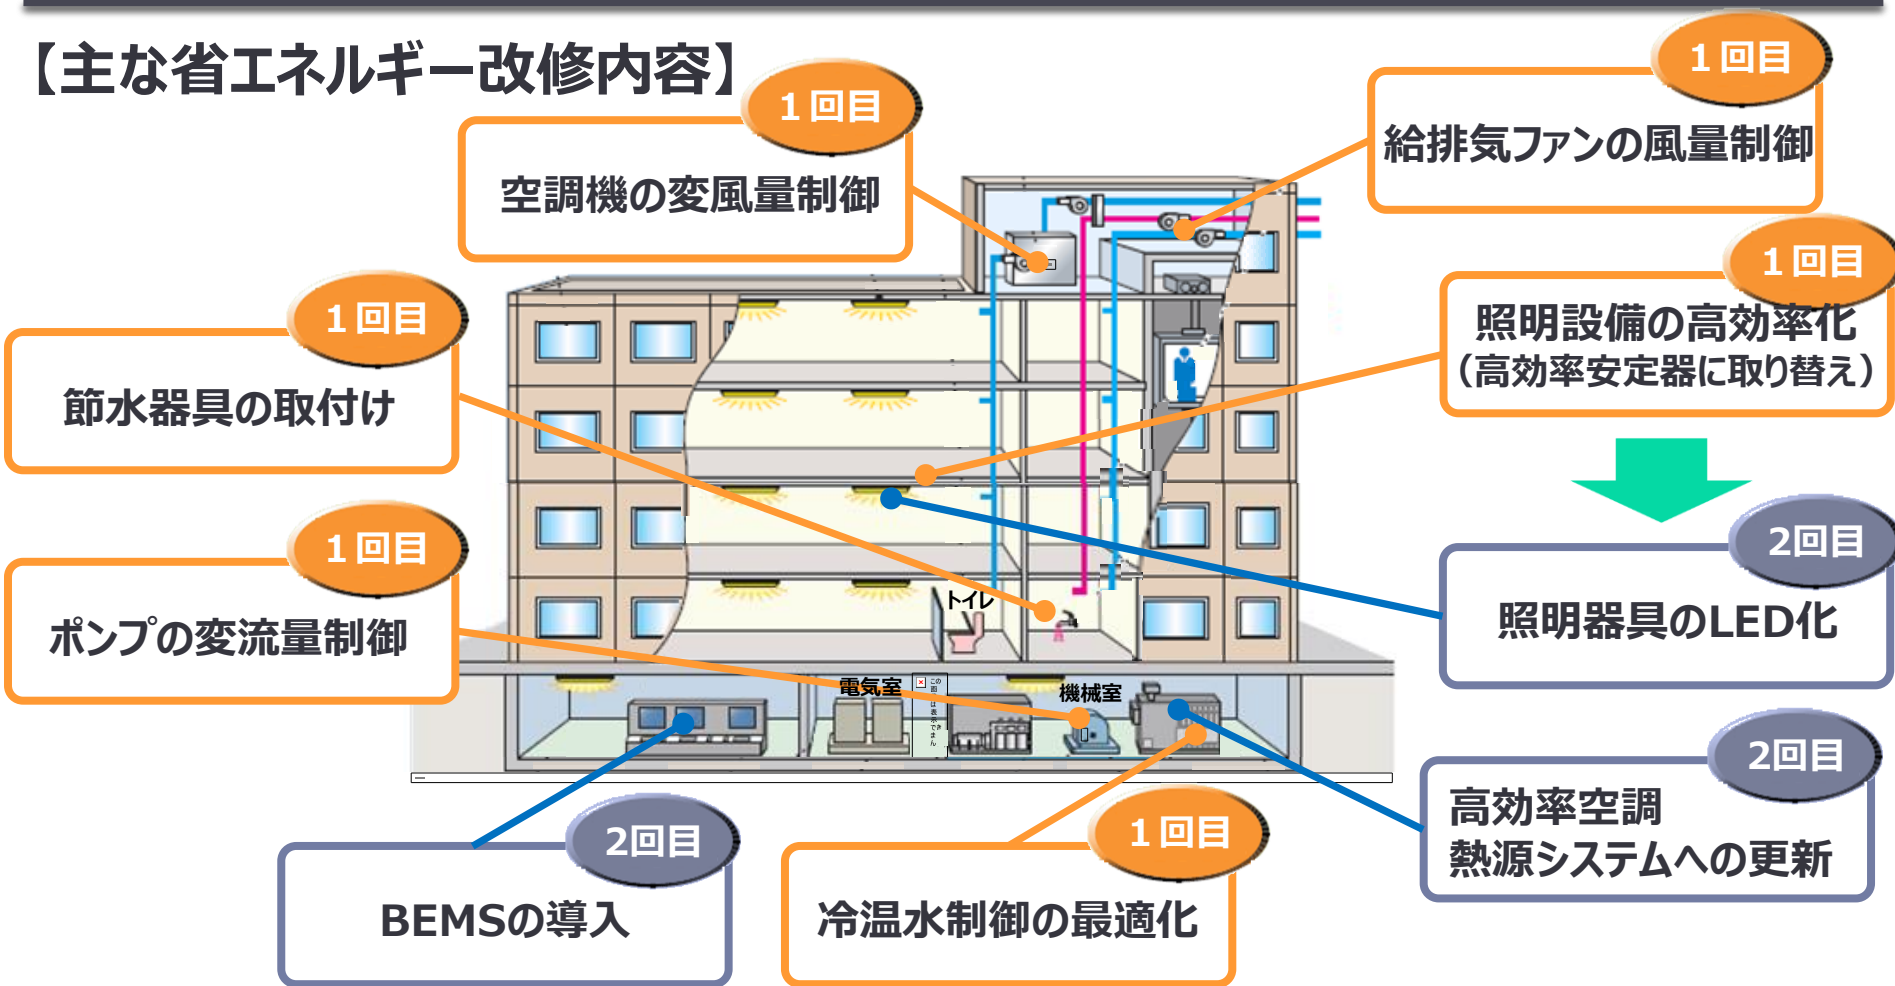 【主な省エネルギー改修内容】
1回目
給排気ファンの風量制御
1回目
空調機の変風量制御
1回目
照明設備の高効率化
（高効率安定器に取り替え）
1回目
節水器具の取付け
2回目
照明器具のLED化
1回目
ポンプの変流量制御
トイレ
電気室
機械室
2回目
高効率空調
熱源システムへの更新
2回目
BEMSの導入
1回目
冷温水制御の最適化